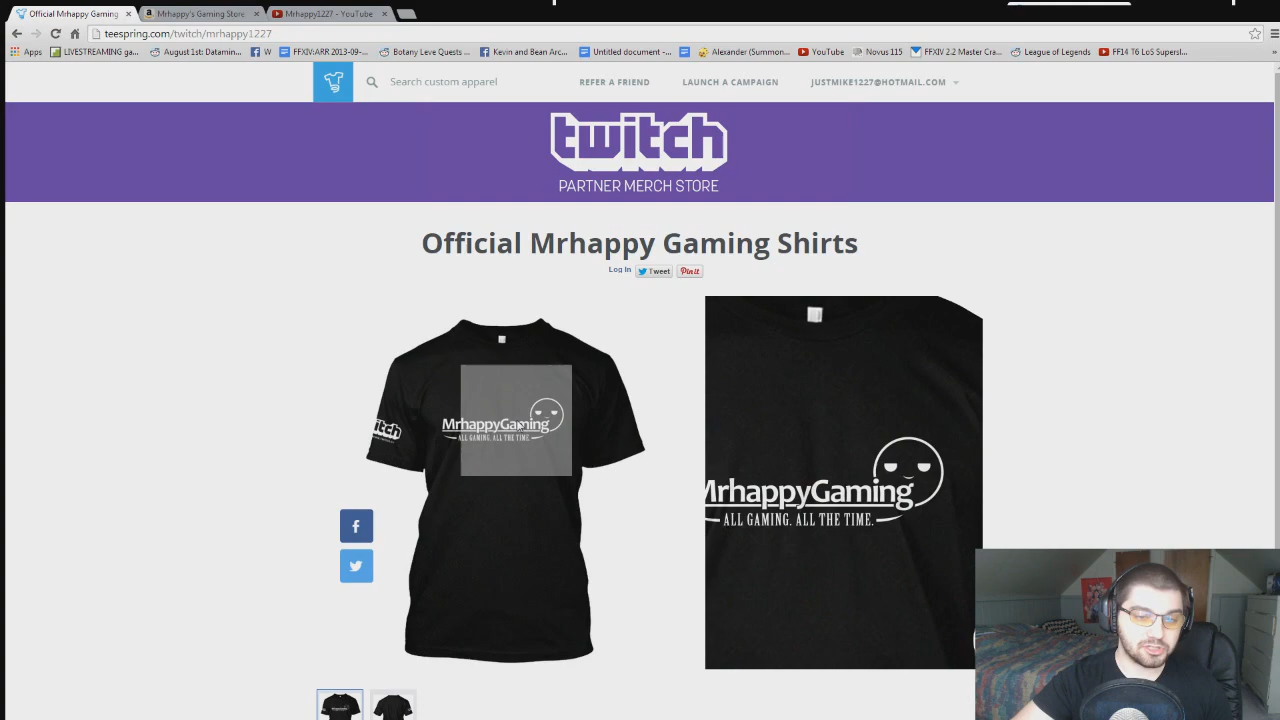 Official Mrhappy Gaming
Mrhappy's Gaming Store
Mrhappy1227 - YouTube
teespring.com/twitch/mrhappy1227
Apps
LIVESTREAMING ga...
August 1st: Datamin...
W
FFXIV:ARR 2013-09-...
Botany Leve Quests ...
Kevin and Bean Arc...
Untitled document -...
Alexander (Summon...
YouTube
Novus 115
FFXIV 2.2 Master Cra...
League of Legends
FF14 T6 LoL Supersl...
Search custom apparel
REFER A FRIEND
LAUNCH A CAMPAIGN
JUSTMIKE1227@HOTMAIL.COM
twitch
PARTNER MERCH STORE
Official Mrhappy Gaming Shirts
Log In
Tweet
Pin it
MrhappyGaming
ALL GAMING. ALL THE TIME.
MrhappyGaming
ALL GAMING. ALL THE TIME.